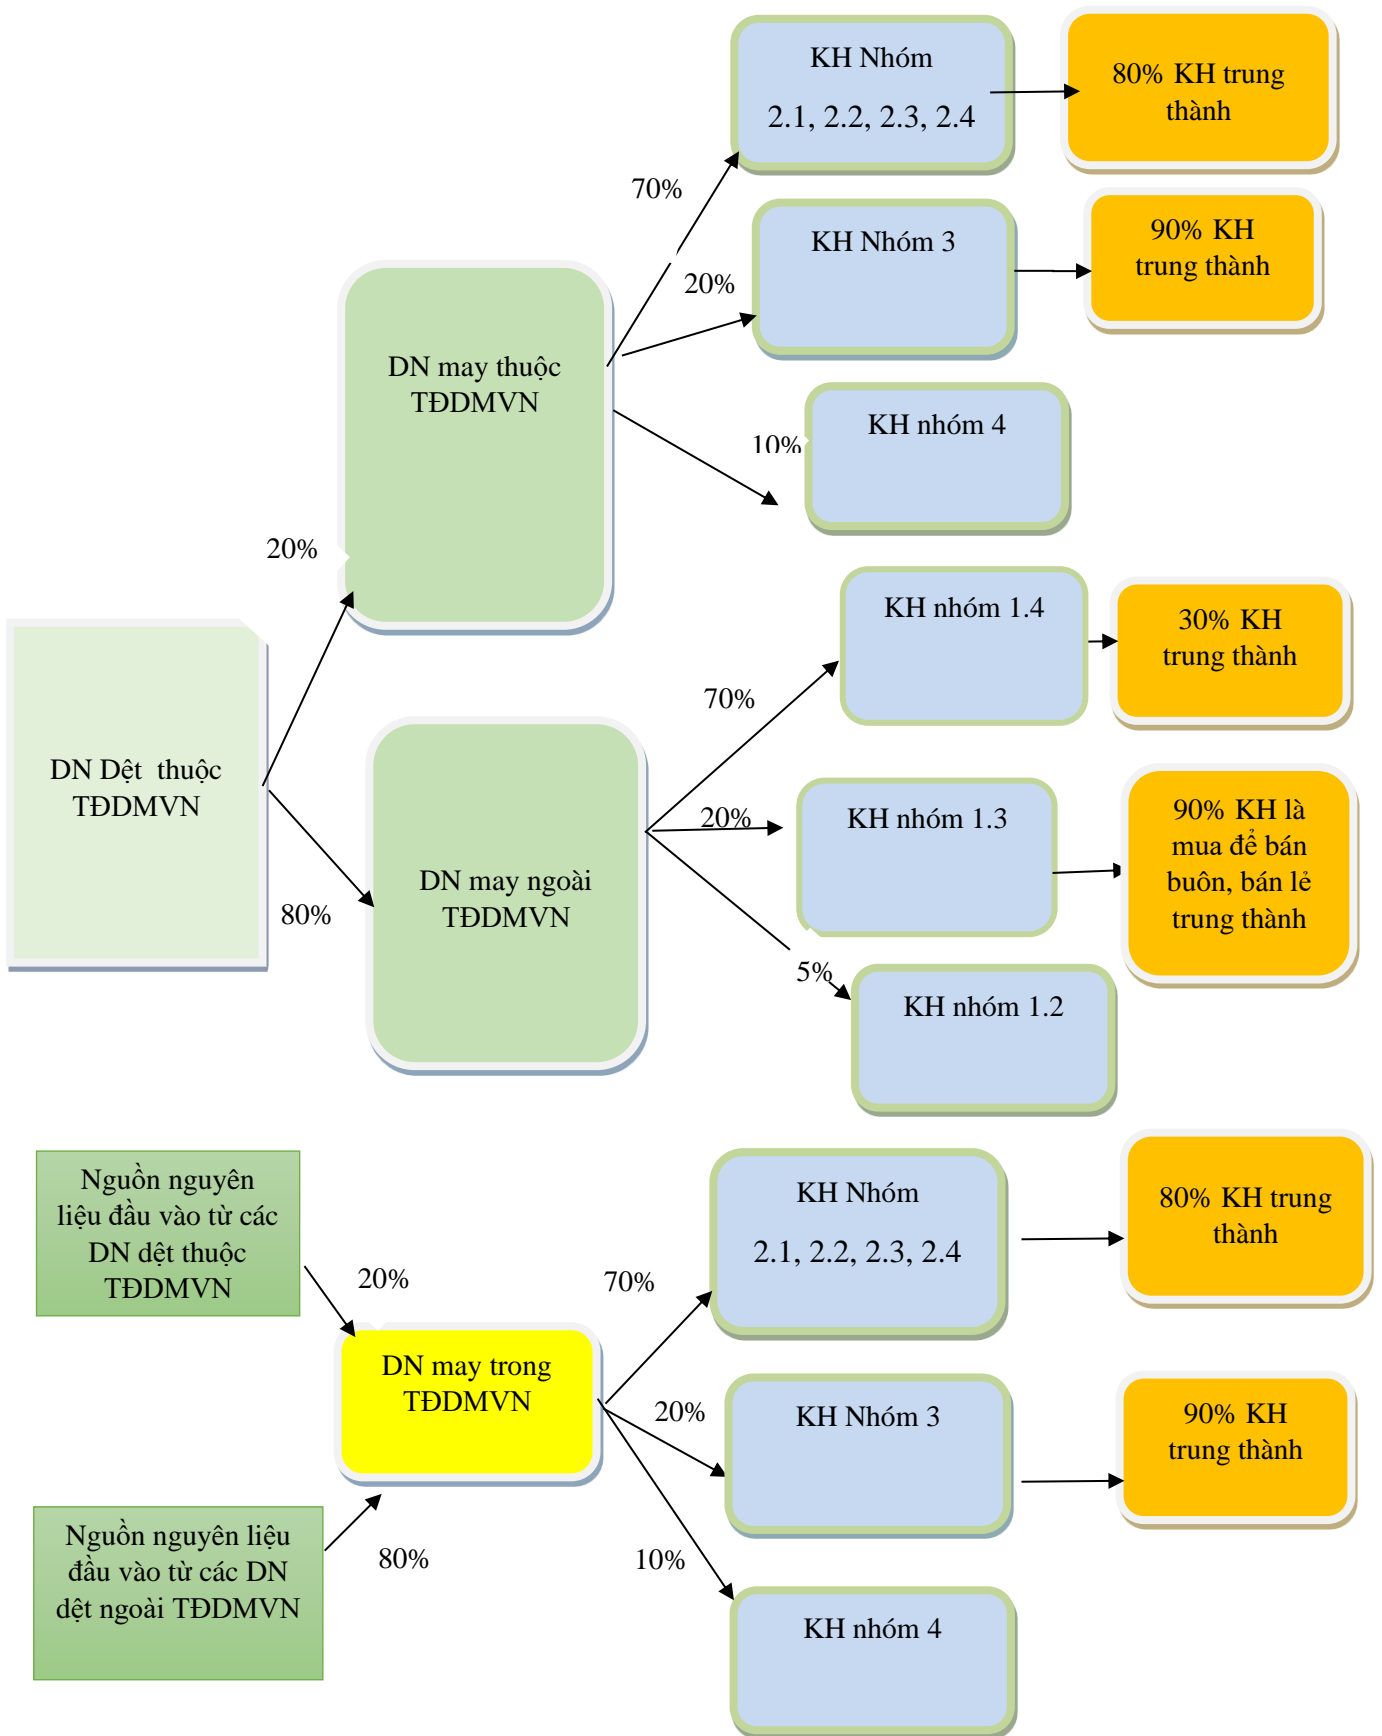 KH Nhóm
2.1, 2.2, 2.3, 2.4
80% KH trung
thành
70%
KH Nhóm 3
90% KH
trung thành
20%
DN may thuộc
TĐDMVN
KH nhóm 4
10%
20%
KH nhóm 1.4
30% KH
trung thành
70%
DN Dệt  thuộc
TĐDMVN
KH nhóm 1.3
20%
90% KH là
mua để bán
buôn, bán lẻ
trung thành
DN may ngoài
TĐDMVN
80%
5%
KH nhóm 1.2
Nguồn nguyên
liệu đầu vào từ các
DN dệt thuộc
TĐDMVN
KH Nhóm
2.1, 2.2, 2.3, 2.4
80% KH trung
thành
20%
70%
DN may trong
TĐDMVN
20%
KH Nhóm 3
90% KH
trung thành
Nguồn nguyên liệu
đầu vào từ các DN
dệt ngoài TĐDMVN
80%
10%
KH nhóm 4